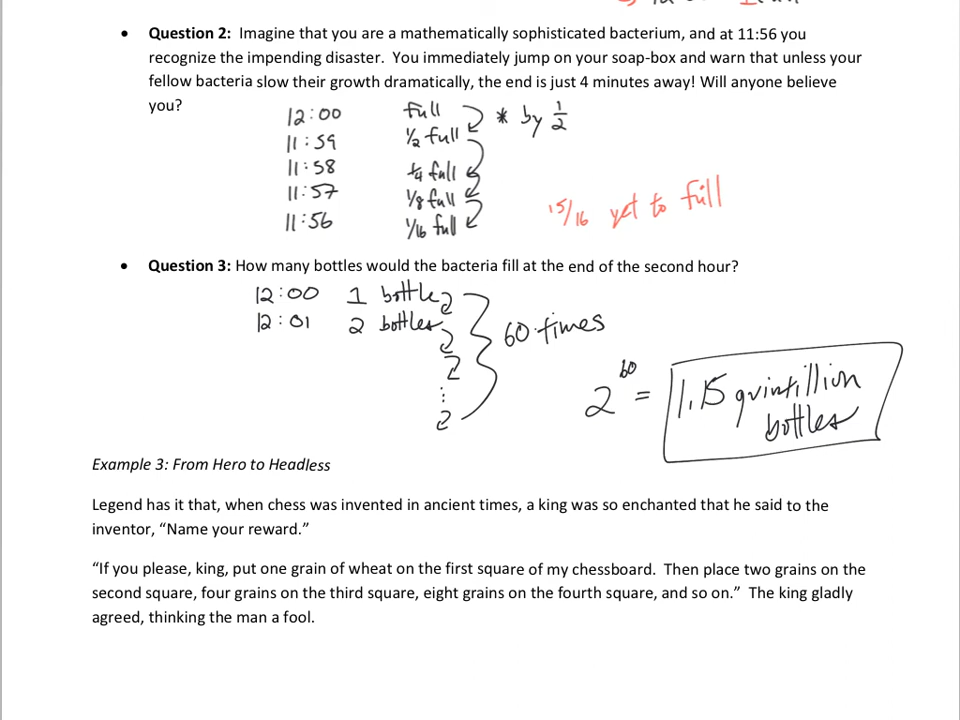 • Question 2: Imagine that you are a mathematically sophisticated bacterium, and at 11:56 you
recognize the impending disaster. You immediately jump on your soap-box and warn that unless your
fellow bacteria slow their growth dramatically, the end is just 4 minutes away! Will anyone believe
you?
12:00 full * by 1/2
11:59 1/2 full
11:58 1/4 full
11:57 1/8 full
11:56 1/16 full
15/16 yet to fill
• Question 3: How many bottles would the bacteria fill at the end of the second hour?
12:00 1 bottle
12:01 2 bottles
60 times
2^60 = 1.15 quintillion
bottles
Example 3: From Hero to Headless
Legend has it that, when chess was invented in ancient times, a king was so enchanted that he said to the
inventor, “Name your reward.”
“If you please, king, put one grain of wheat on the first square of my chessboard. Then place two grains on the
second square, four grains on the third square, eight grains on the fourth square, and so on.” The king gladly
agreed, thinking the man a fool.